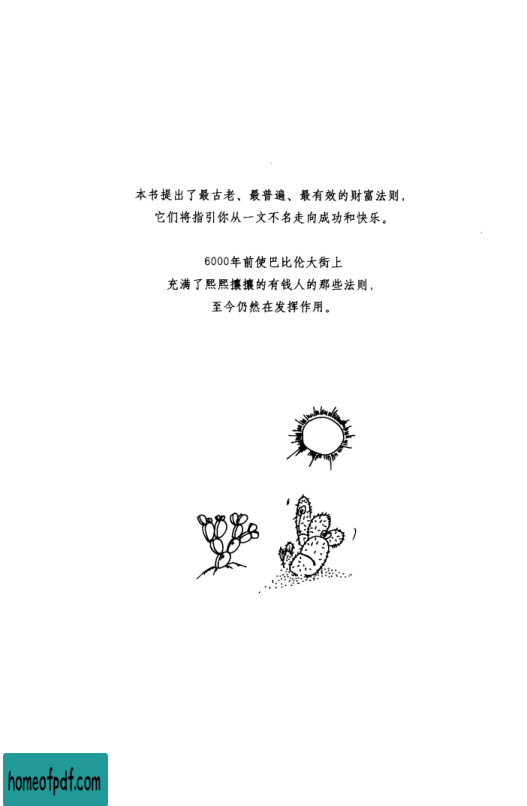 本书提出了最古老、最普遍、最有效的财富法则，
它们将指引你从一文不名走向成功和快乐。
6000年前使巴比伦大街上
充满了熙熙攘攘的有钱人的那些法则，
至今仍然在发挥作用。
homeofpdf.com